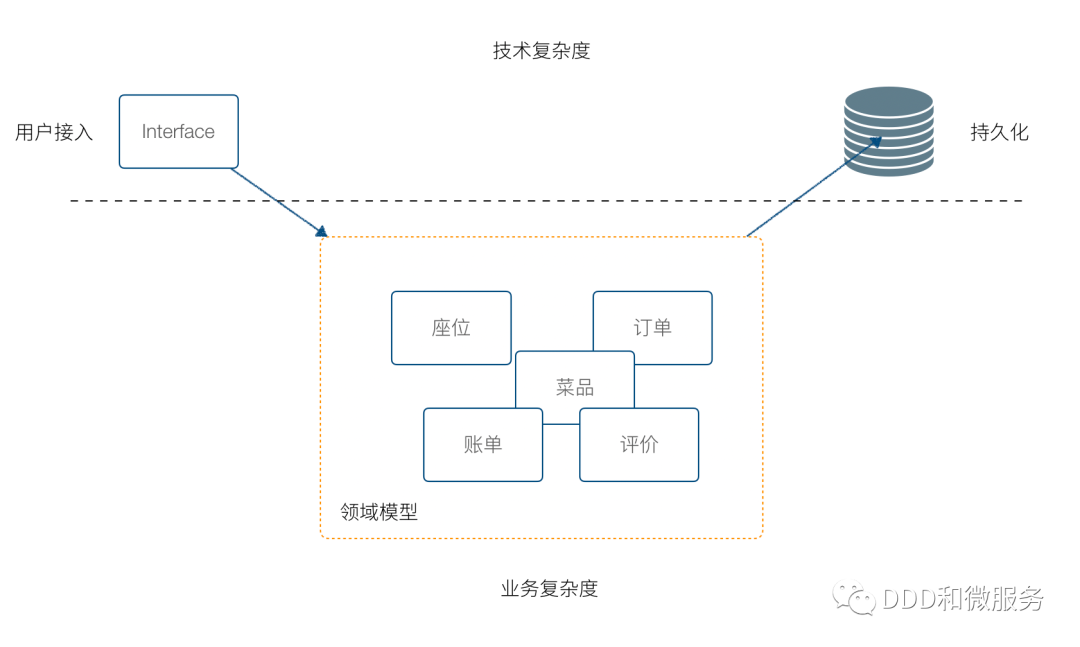 技术复杂度
用户接入
Interface
持久化
座位
订单
菜品
账单
评价
领域模型
业务复杂度
DDD和微服务